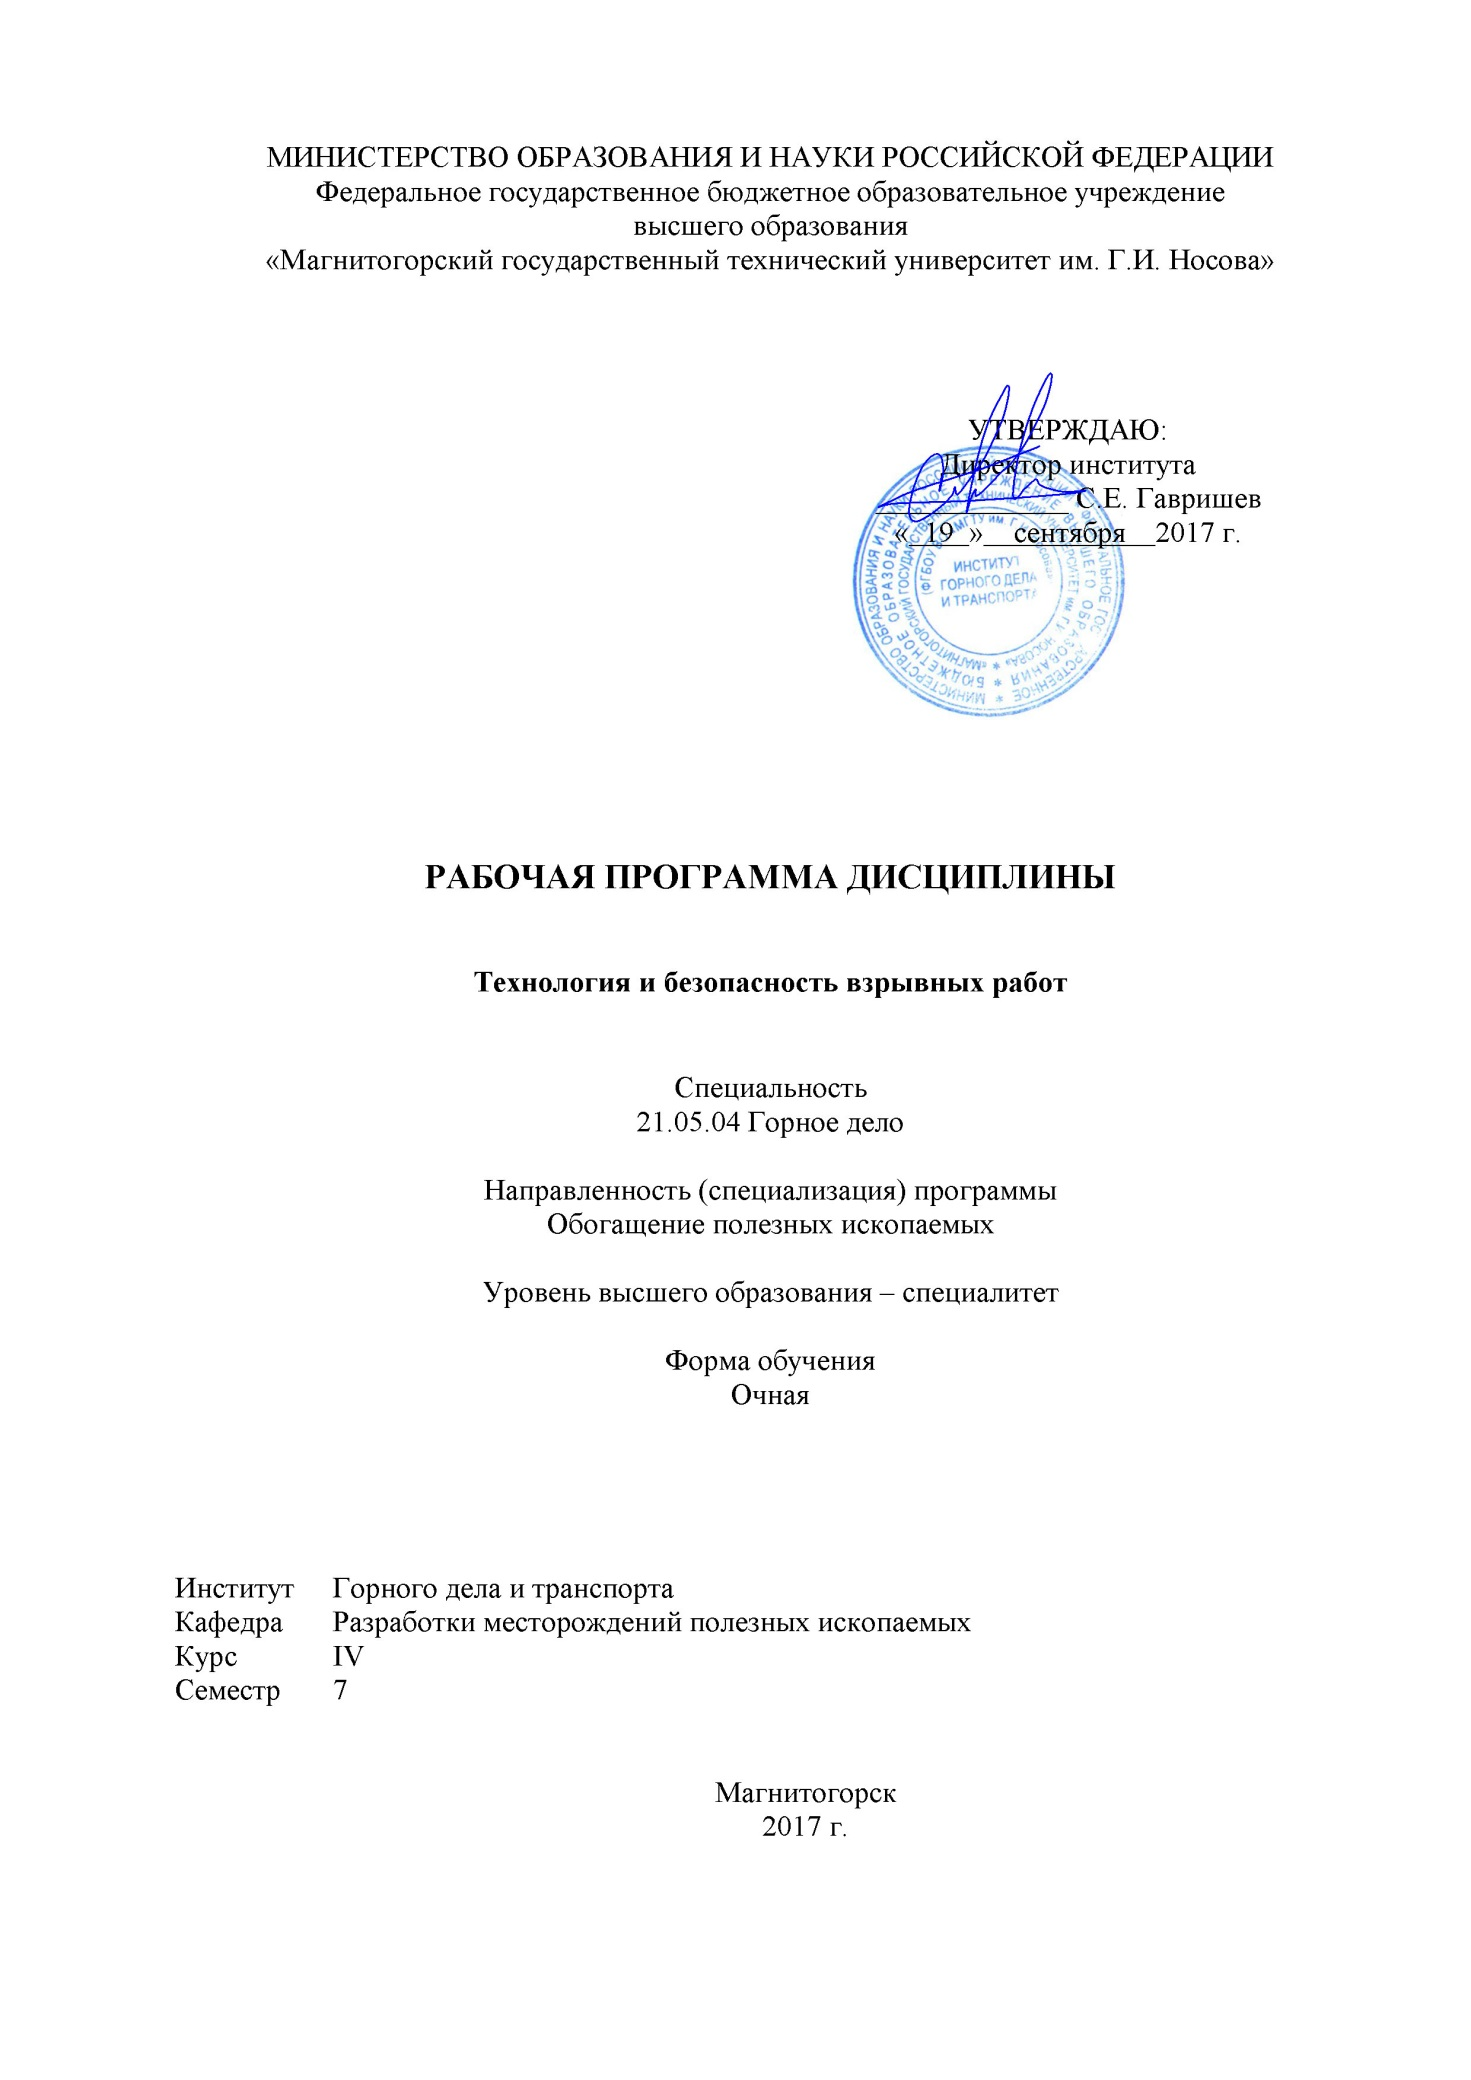 МИНИСТЕРСТВО ОБРАЗОВАНИЯ И НАУКИ РОССИЙСКОЙ ФЕДЕРАЦИИ
Федеральное государственное бюджетное образовательное учреждение
высшего образования
«Магнитогорский государственный технический университет им. Г.И. Носова»
УТВЕРЖДАЮ:
Директор института
______________ С.Е. Гавришев
«_19_»__сентября__2017 г.
ИНСТИТУТ
ГОРНОГО ДЕЛА
И ТРАНСПОРТА
РАБОЧАЯ ПРОГРАММА ДИСЦИПЛИНЫ
Технология и безопасность взрывных работ
Специальность
21.05.04 Горное дело
Направленность (специализация) программы
Обогащение полезных ископаемых
Уровень высшего образования – специалитет
Форма обучения
Очная
Институт Горного дела и транспорта
Кафедра Разработки месторождений полезных ископаемых
Курс IV
Семестр 7
Магнитогорск
2017 г.